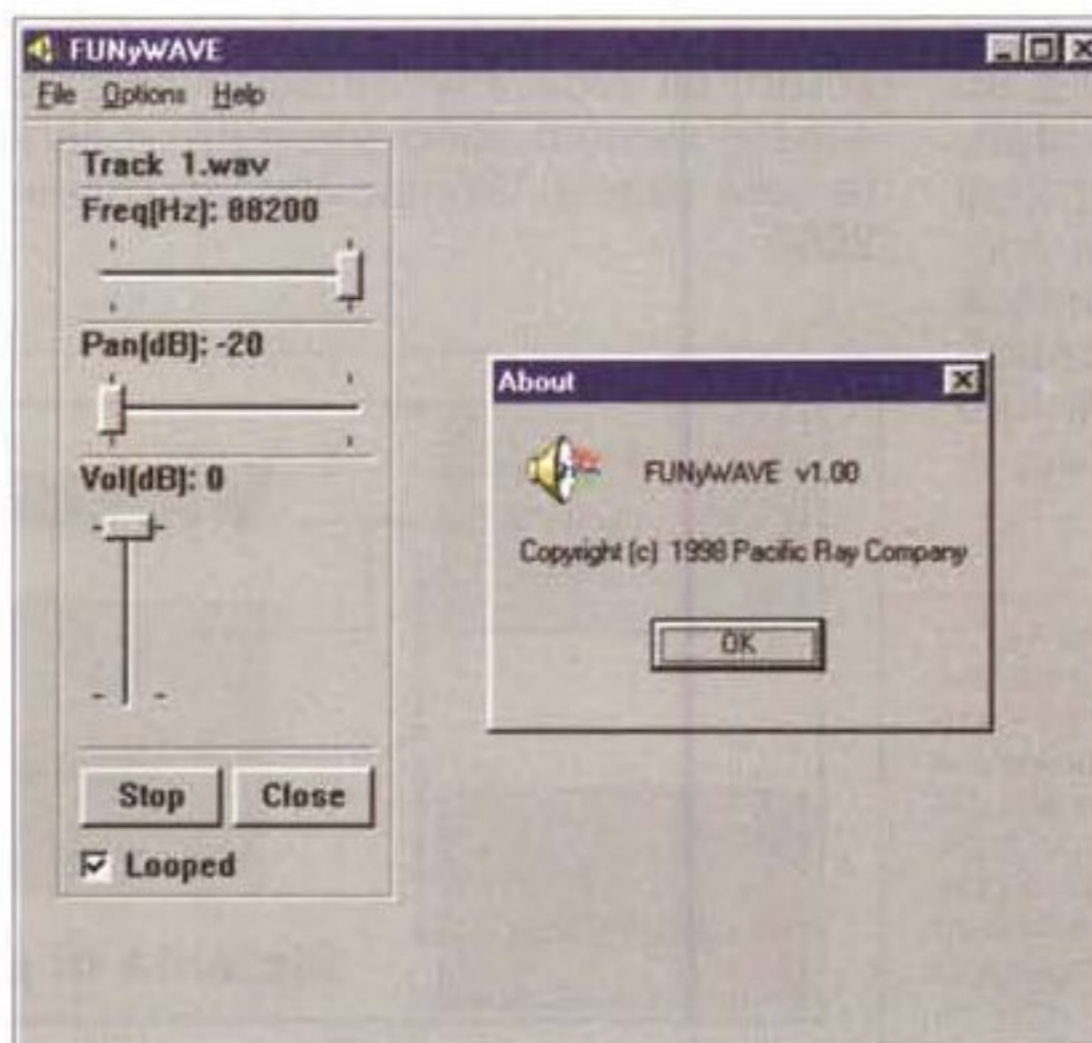 FUNyWAVE
File Options Help
Track 1.wav
Freq(Hz): 88200
Pan(dB): -20
Vol(dB): 0
Stop Close
Looped
About
FUNyWAVE v1.00
Copyright (c) 1998 Pacific Ray Company
OK